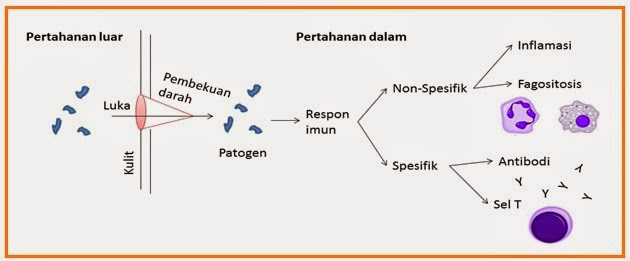 Pertahanan luar
Pertahanan dalam
Luka
Kulit
Pembekuan
darah
Patogen
Respon
imun
Non-Spesifik
Inflamasi
Fagositosis
Spesifik
Antibodi
Sel T